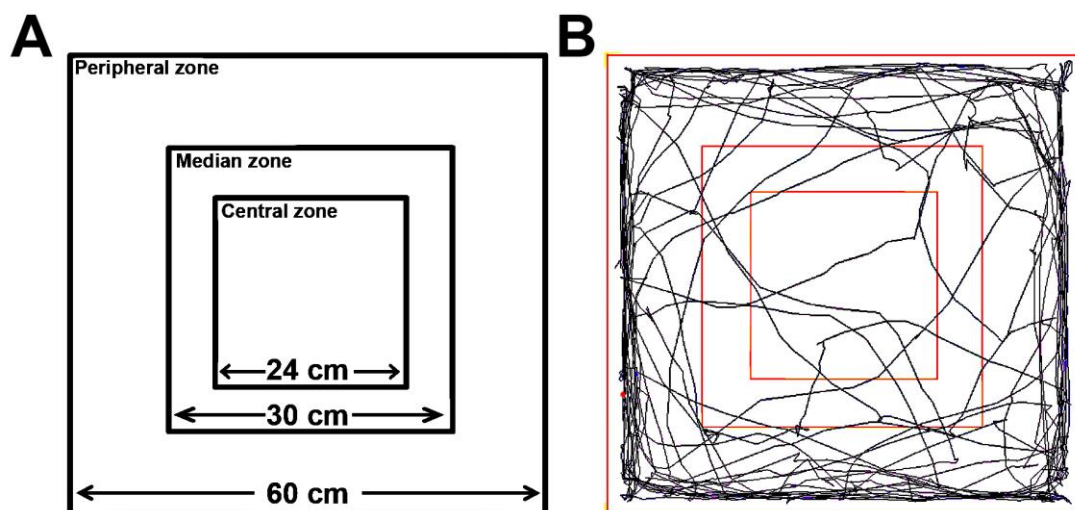 A
Peripheral zone
Median zone
Central zone
24 cm
30 cm
60 cm
B